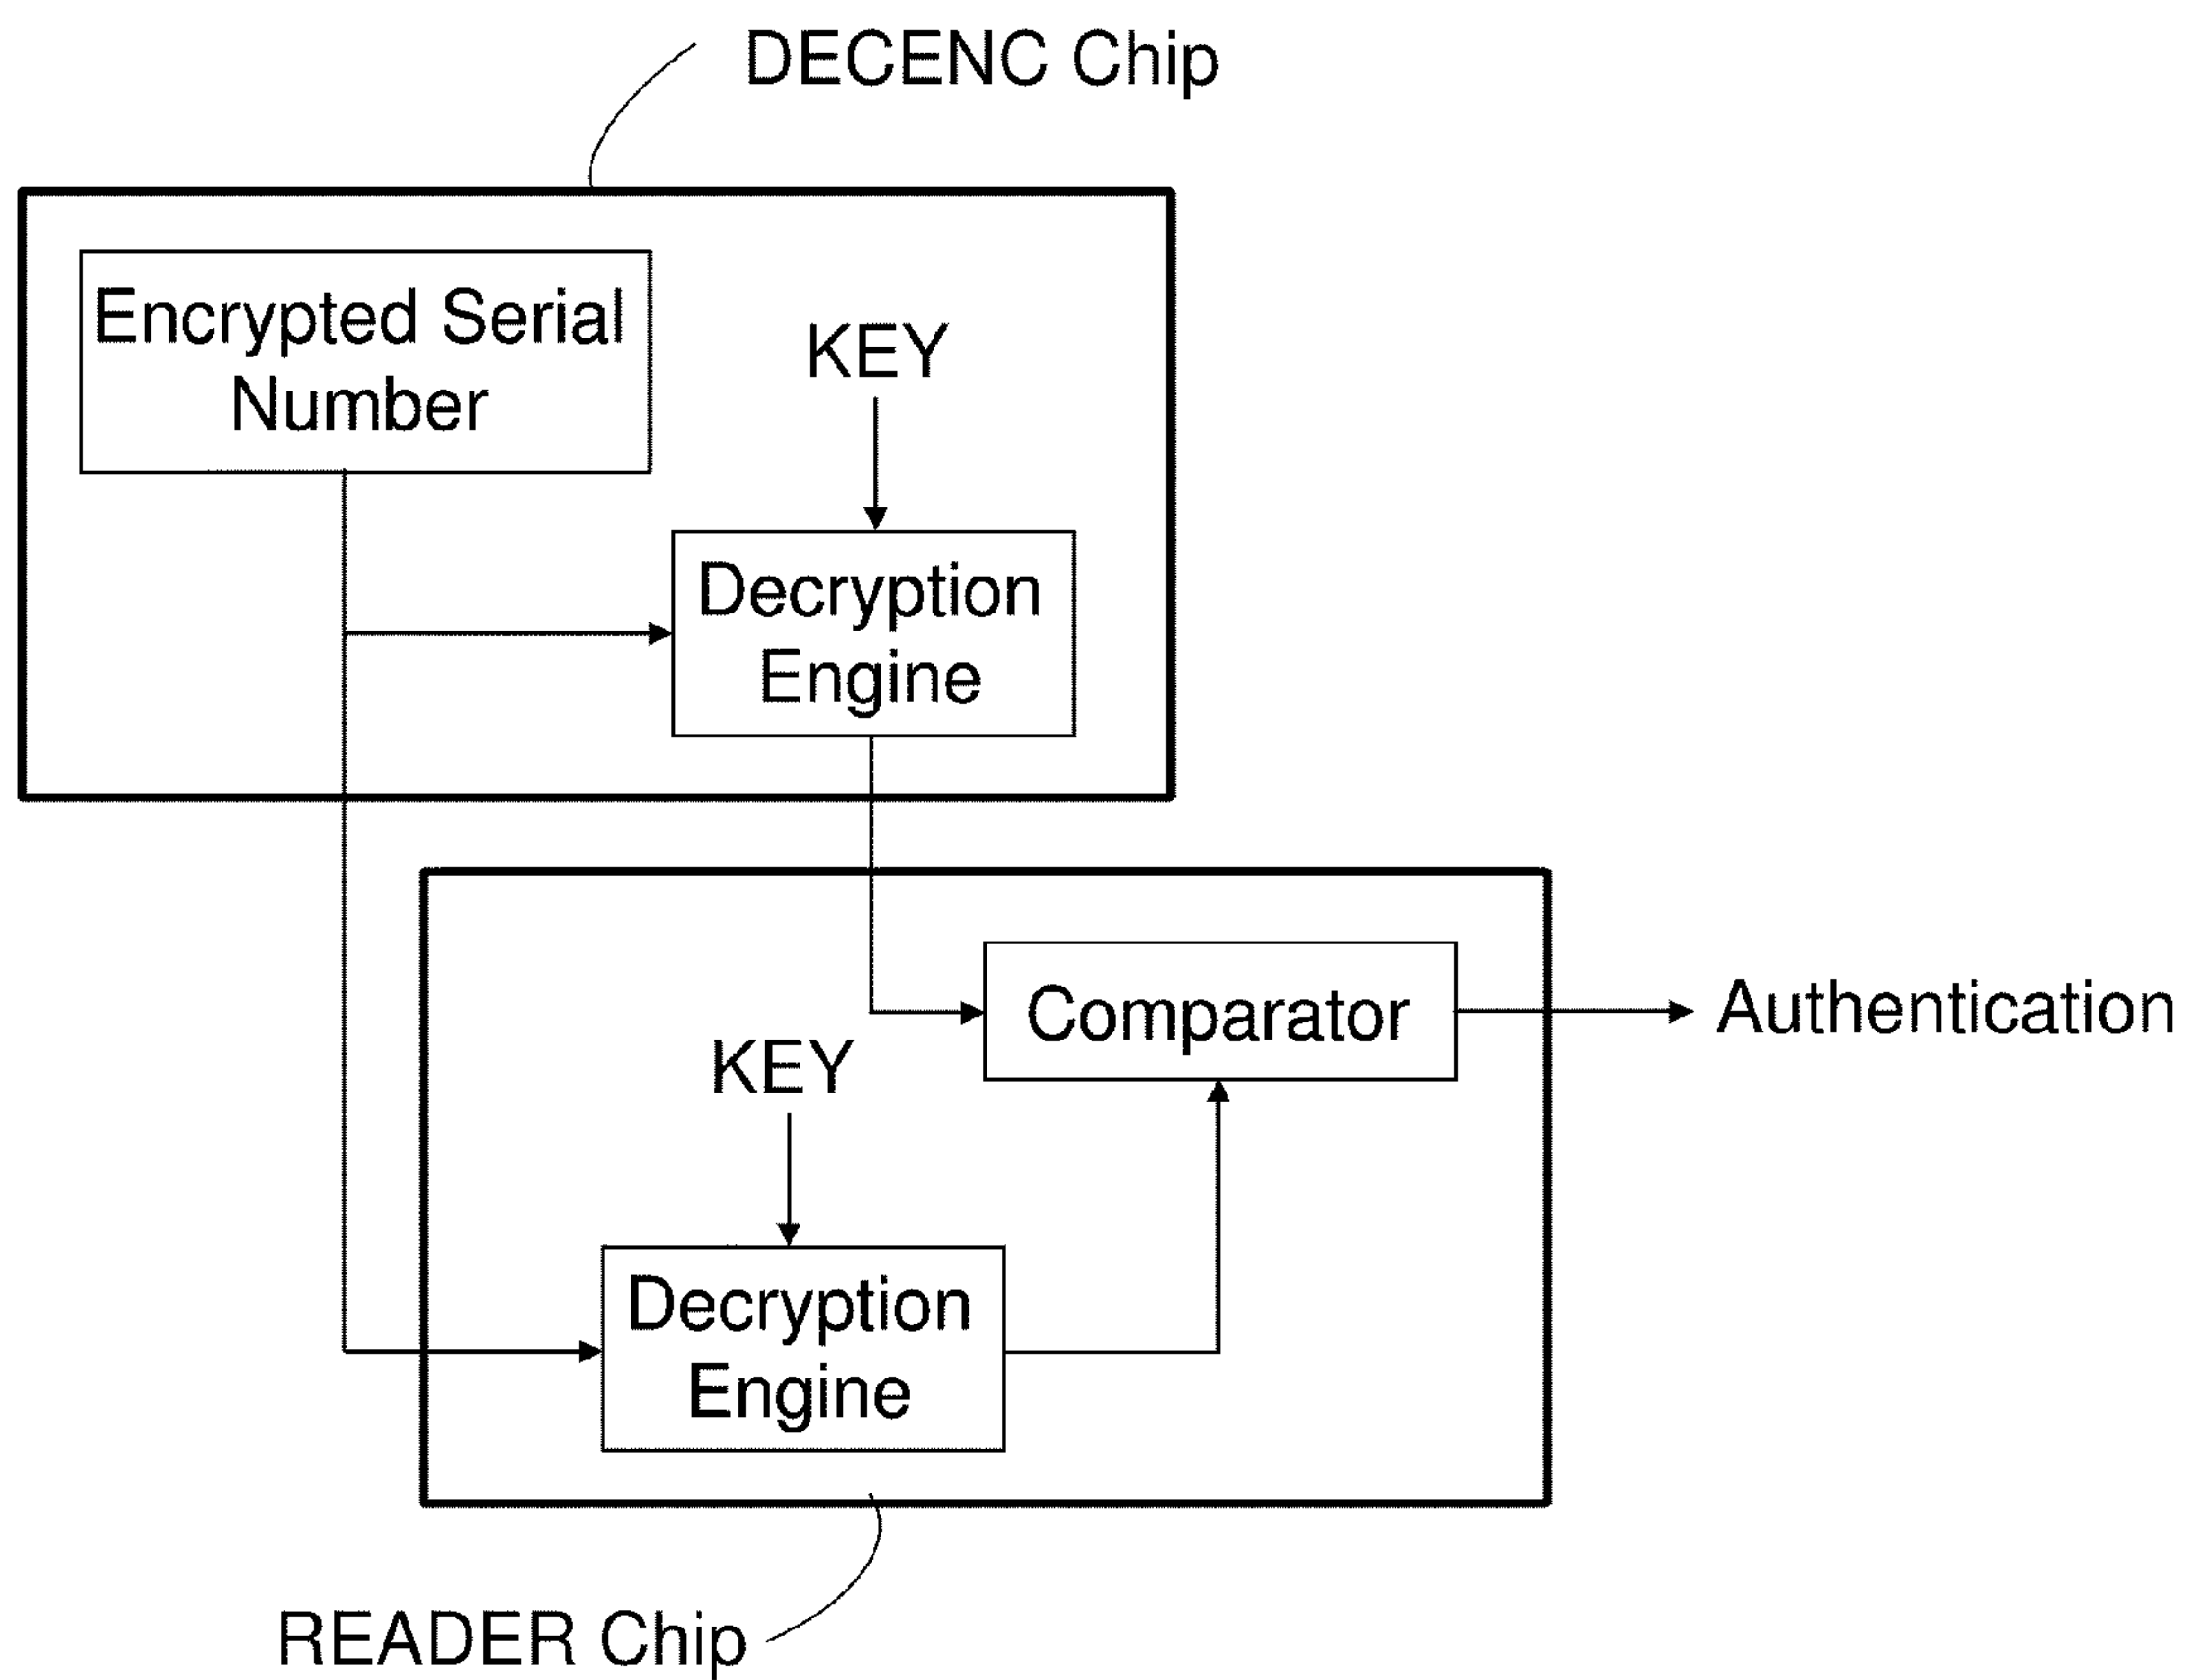 DECENC Chip
Encrypted Serial
Number
KEY
Decryption
Engine
Comparator
Authentication
KEY
Decryption
Engine
READER Chip